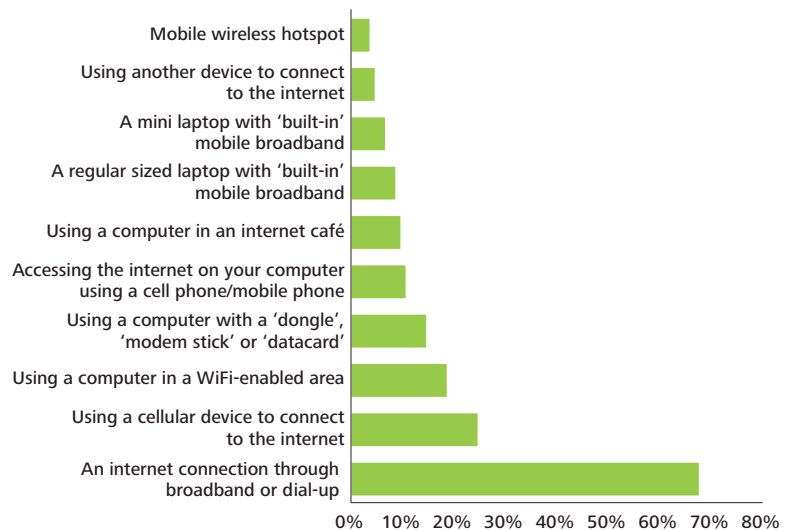 Mobile wireless hotspot
Using another device to connect
to the internet
A mini laptop with ‘built-in’
mobile broadband
A regular sized laptop with ‘built-in’
mobile broadband
Using a computer in an internet café
Accessing the internet on your computer
using a cell phone/mobile phone
Using a computer with a ‘dongle’,
‘modem stick’ or ‘datacard’
Using a computer in a WiFi-enabled area
Using a cellular device to connect
to the internet
An internet connection through
broadband or dial-up
0% 10% 20% 30% 40% 50% 60% 70% 80%